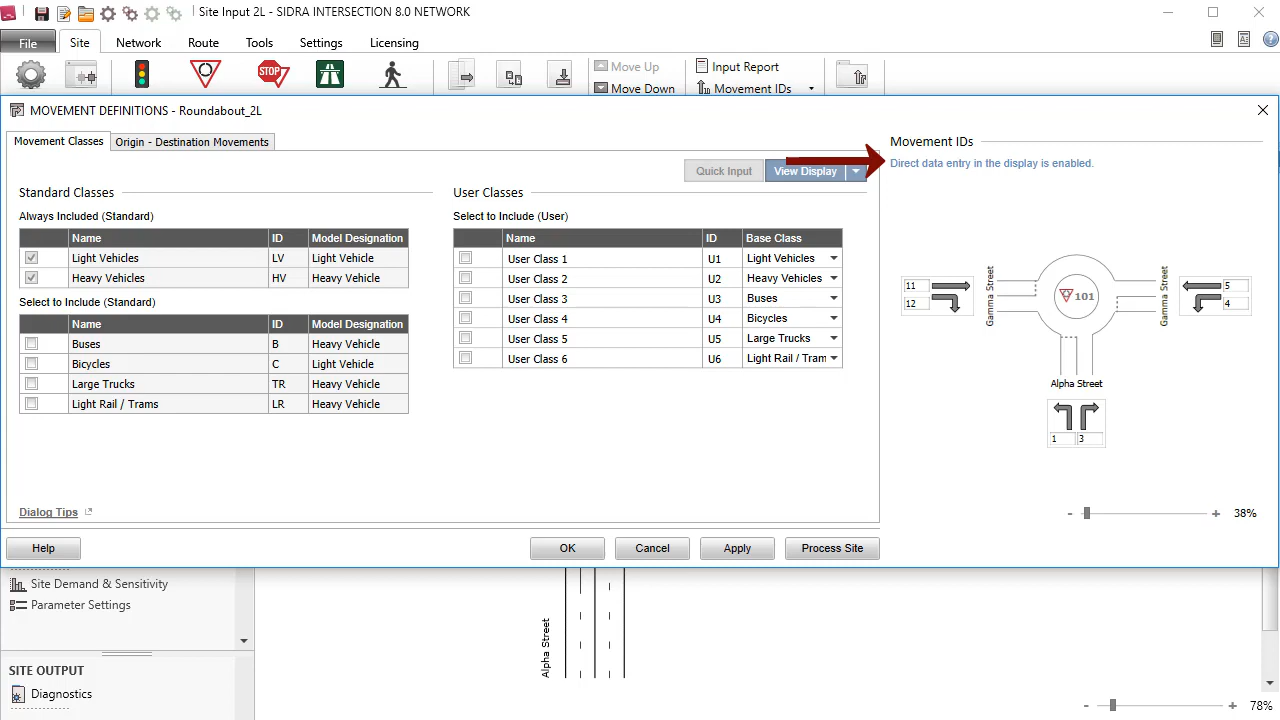 Site Input 2L - SIDRA INTERSECTION 8.0 NETWORK
File
Site
Network
Route
Tools
Settings
Licensing
STOP
Move Up
Move Down
Input Report
Movement IDs
MOVEMENT DEFINITIONS - Roundabout_2L
Movement Classes
Origin - Destination Movements
Quick Input
View Display
Movement IDs
Direct data entry in the display is enabled.
Standard Classes
Always Included (Standard)
Name ID Model Designation
Light Vehicles LV Light Vehicle
Heavy Vehicles HV Heavy Vehicle
Select to Include (Standard)
Name ID Model Designation
Buses B Heavy Vehicle
Bicycles C Light Vehicle
Large Trucks TR Heavy Vehicle
Light Rail / Trams LR Heavy Vehicle
User Classes
Select to Include (User)
Name ID Base Class
User Class 1 U1 Light Vehicles
User Class 2 U2 Heavy Vehicles
User Class 3 U3 Buses
User Class 4 U4 Bicycles
User Class 5 U5 Large Trucks
User Class 6 U6 Light Rail / Tram
11
12
Gamma Street
101
Gamma Street
5
4
Alpha Street
1 3
- + 38%
Dialog Tips
Help
OK
Cancel
Apply
Process Site
Site Demand & Sensitivity
Parameter Settings
SITE OUTPUT
Diagnostics
Alpha Street
- + 78%